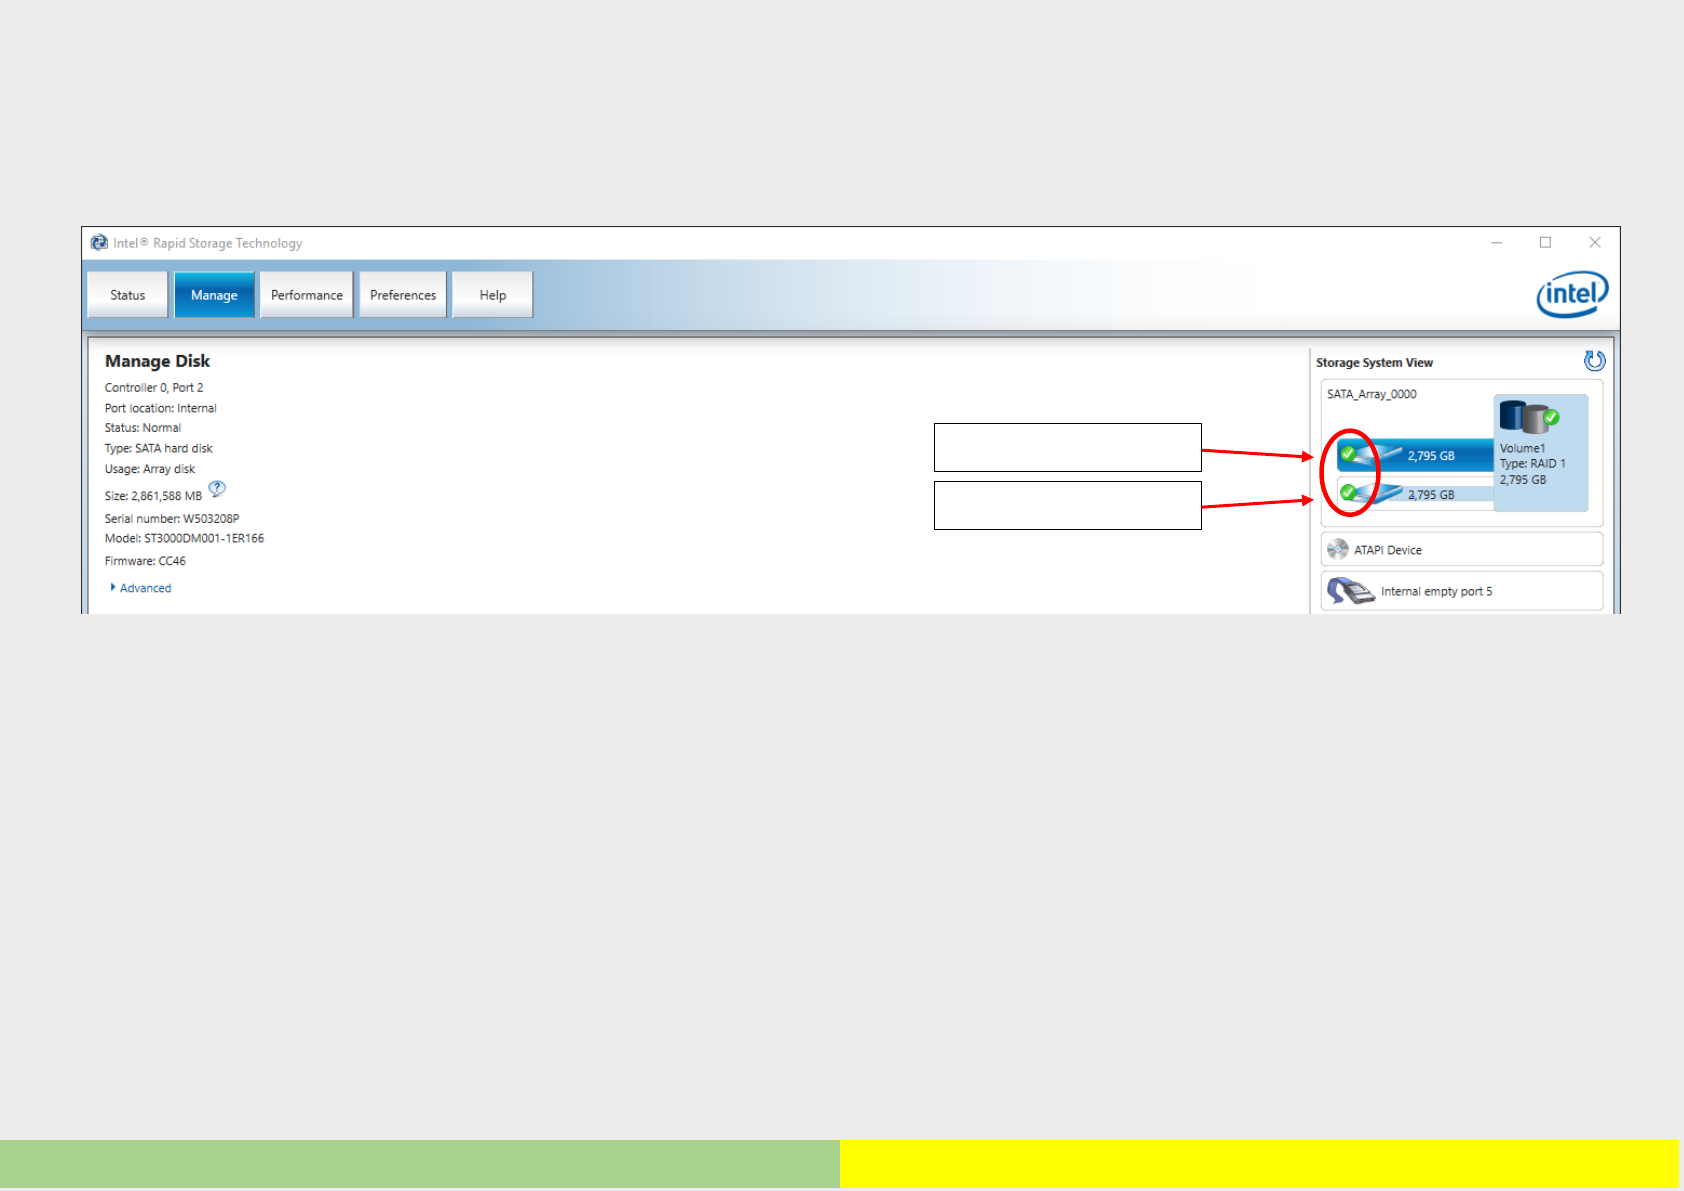 Intel® Rapid Storage Technology
Status
Manage
Performance
Preferences
Help
intel
Manage Disk
Controller 0, Port 2
Port location: Internal
Status: Normal
Type: SATA hard disk
Usage: Array disk
Size: 2,861,588 MB
Serial number: W503208P
Model: ST3000DM001-1ER166
Firmware: CC46
Advanced
Storage System View
SATA_Array_0000
2,795 GB
2,795 GB
Volume1
Type: RAID 1
2,795 GB
ATAPI Device
Internal empty port 5